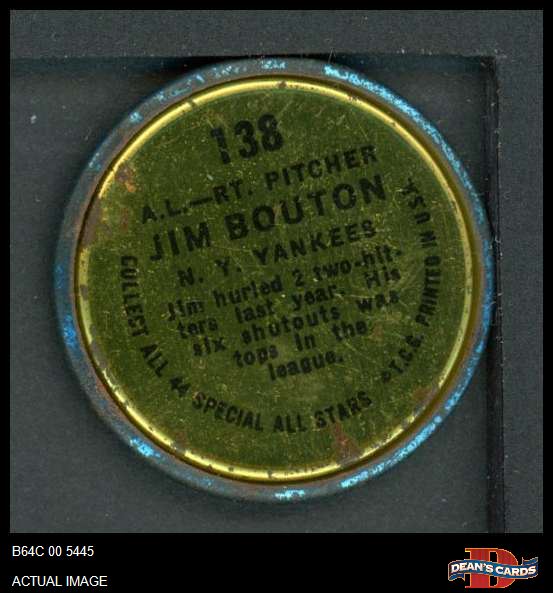 138
A.L.—RT. PITCHER
JIM BOUTON
N. Y. YANKEES
Jim hurled 2 two-hit-
ters last year. His
six shutouts was
tops in the
league.
COLLECT ALL 44 SPECIAL ALL STARS
©T.C.G. PRINTED IN U.S.A.
B64C 00 5445
ACTUAL IMAGE
D
DEAN'S CARDS